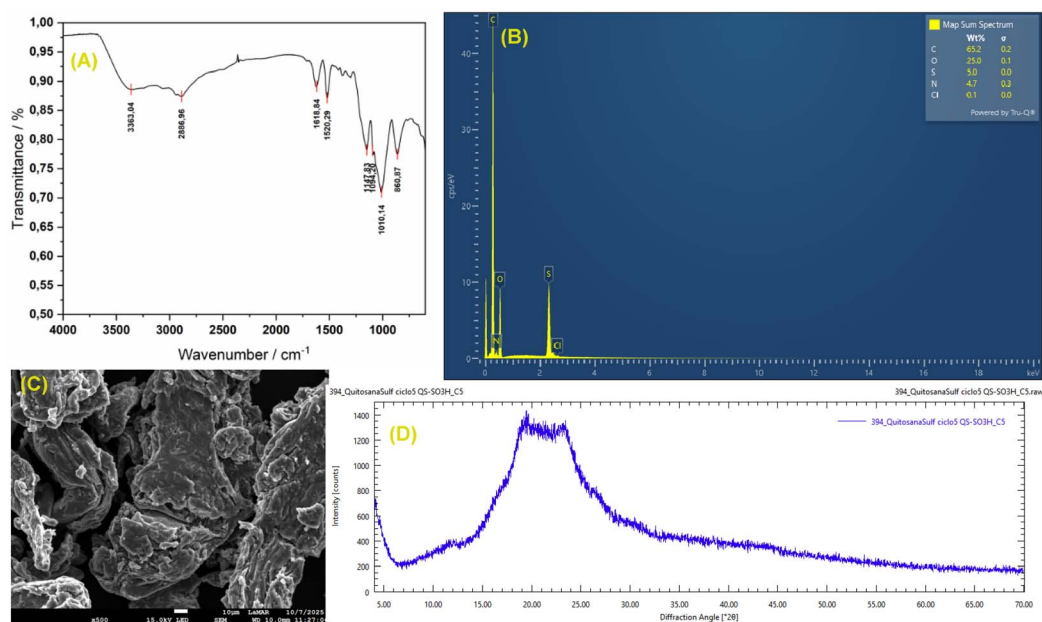 (A)
1,00
0,95
0,90
0,85
0,80
0,75
0,70
0,65
0,60
0,55
0,50
Transmittance / %
3363,04
2886,96
1618,84
1520,29
1147,83
1094,20
1010,14
860,87
4000 3500 3000 2500 2000 1500 1000
Wavenumber / cm⁻¹
(B)
Map Sum Spectrum
Wt% σ
C 65.2 0.2
O 25.0 0.1
S 5.0 0.0
N 4.7 0.3
Cl 0.1 0.0
Powered by Tru-Q®
cps/eV
40
30
20
10
0
C
O
N
S
Cl
0 2 4 6 8 10 12 14 16 18 keV
(C)
10µm LaMAR 10/7/2025
x500 15.0kV LED SEM WD 10.0mm 11:27:0
394_QuitosanaSulf ciclo5 QS-SO3H_C5
394_QuitosanaSulf ciclo5 QS-SO3H_C5.raw
(D)
394_QuitosanaSulf ciclo5 QS-SO3H_C5
Intensity [counts]
1400
1200
1000
800
600
400
200
0
5.00 10.00 15.00 20.00 25.00 30.00 35.00 40.00 45.00 50.00 55.00 60.00 65.00 70.00
Diffraction Angle [°2θ]